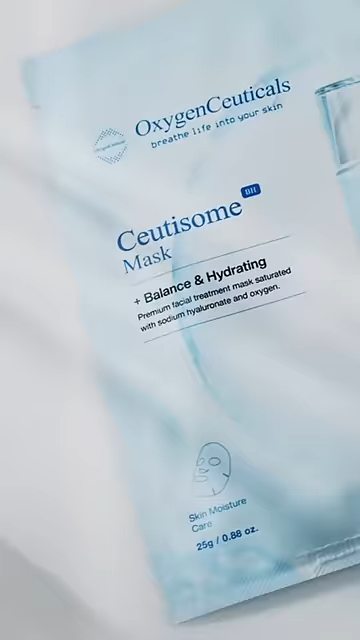 OxygenCeuticals
breathe life into your skin
Ceutisome BH
Mask
+ Balance & Hydrating
Premium facial treatment mask saturated
with sodium hyaluronate and oxygen.
Skin Moisture
Care
25g / 0.88 oz.